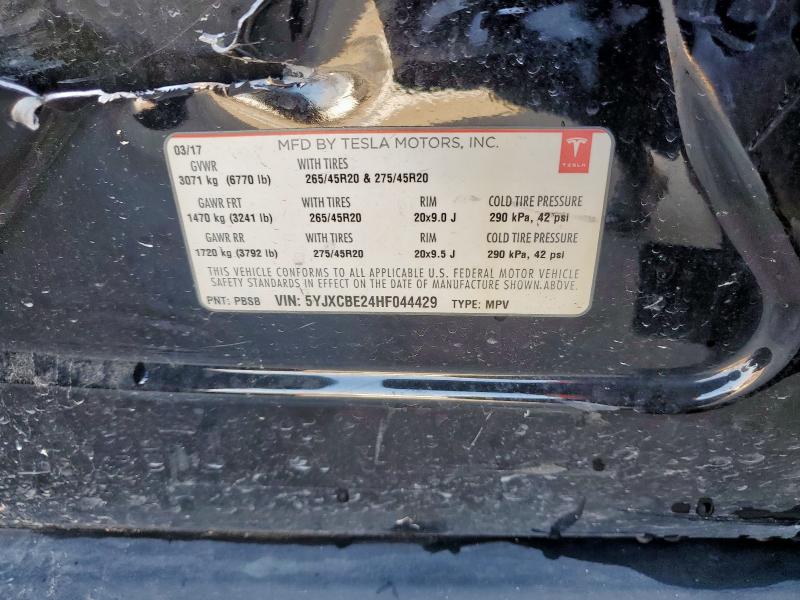 03/17 MFD BY TESLA MOTORS, INC.
GVWR WITH TIRES
3071 kg (6770 lb) 265/45R20 & 275/45R20
TESLA
GAWR FRT WITH TIRES RIM COLD TIRE PRESSURE
1470 kg (3241 lb) 265/45R20 20x9.0 J 290 kPa, 42 psi
GAWR RR WITH TIRES RIM COLD TIRE PRESSURE
1720 kg (3792 lb) 275/45R20 20x9.5 J 290 kPa, 42 psi
THIS VEHICLE CONFORMS TO ALL APPLICABLE U.S. FEDERAL MOTOR VEHICLE
SAFETY STANDARDS IN EFFECT ON THE DATE OF MANUFACTURE SHOWN ABOVE.
PNT: PBSB VIN: 5YJXCBE24HF044429 TYPE: MPV